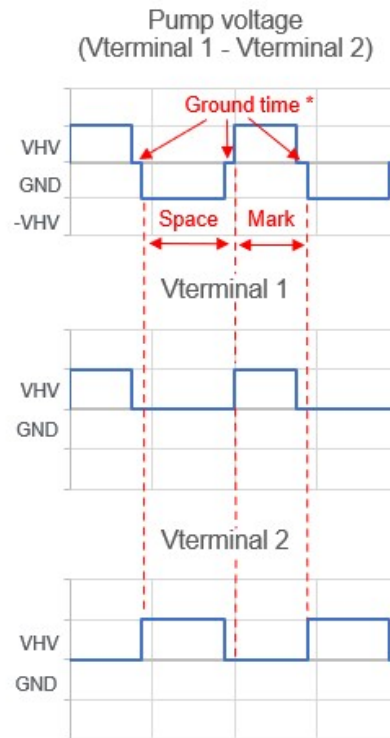 Pump voltage
(Vterminal 1 - Vterminal 2)
Ground time *
VHV
GND
-VHV
Space
Mark
Vterminal 1
VHV
GND
Vterminal 2
VHV
GND